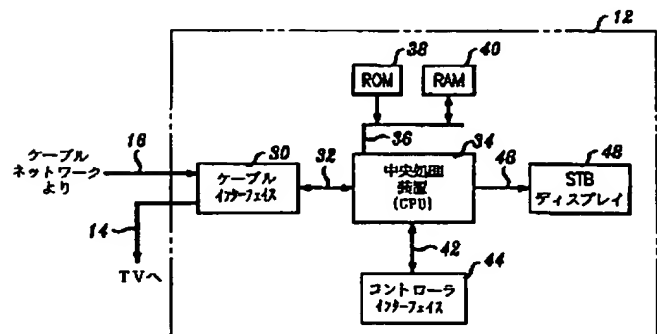 12
38
40
ROM
RAM
ケーブル
ネットワーク
より
16
30
32
36
34
ケーブル
インターフェイス
中央処理
装置
(CPU)
46
48
STB
ディスプレイ
14
TVへ
42
44
コントローラ
インターフェイス